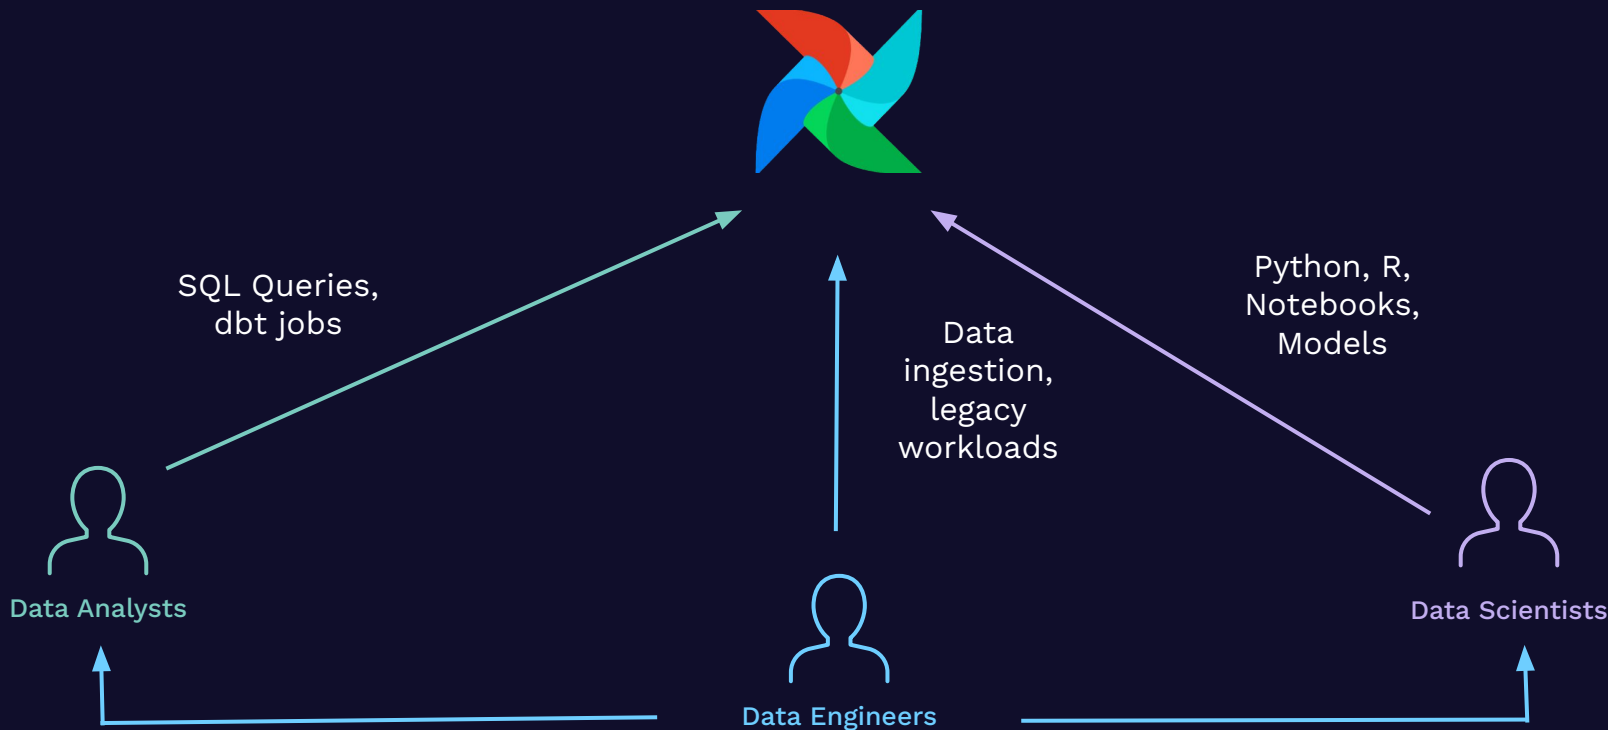 SQL Queries,
dbt jobs
Python, R,
Notebooks,
Models
Data
ingestion,
legacy
workloads
Data Analysts
Data Scientists
Data Engineers